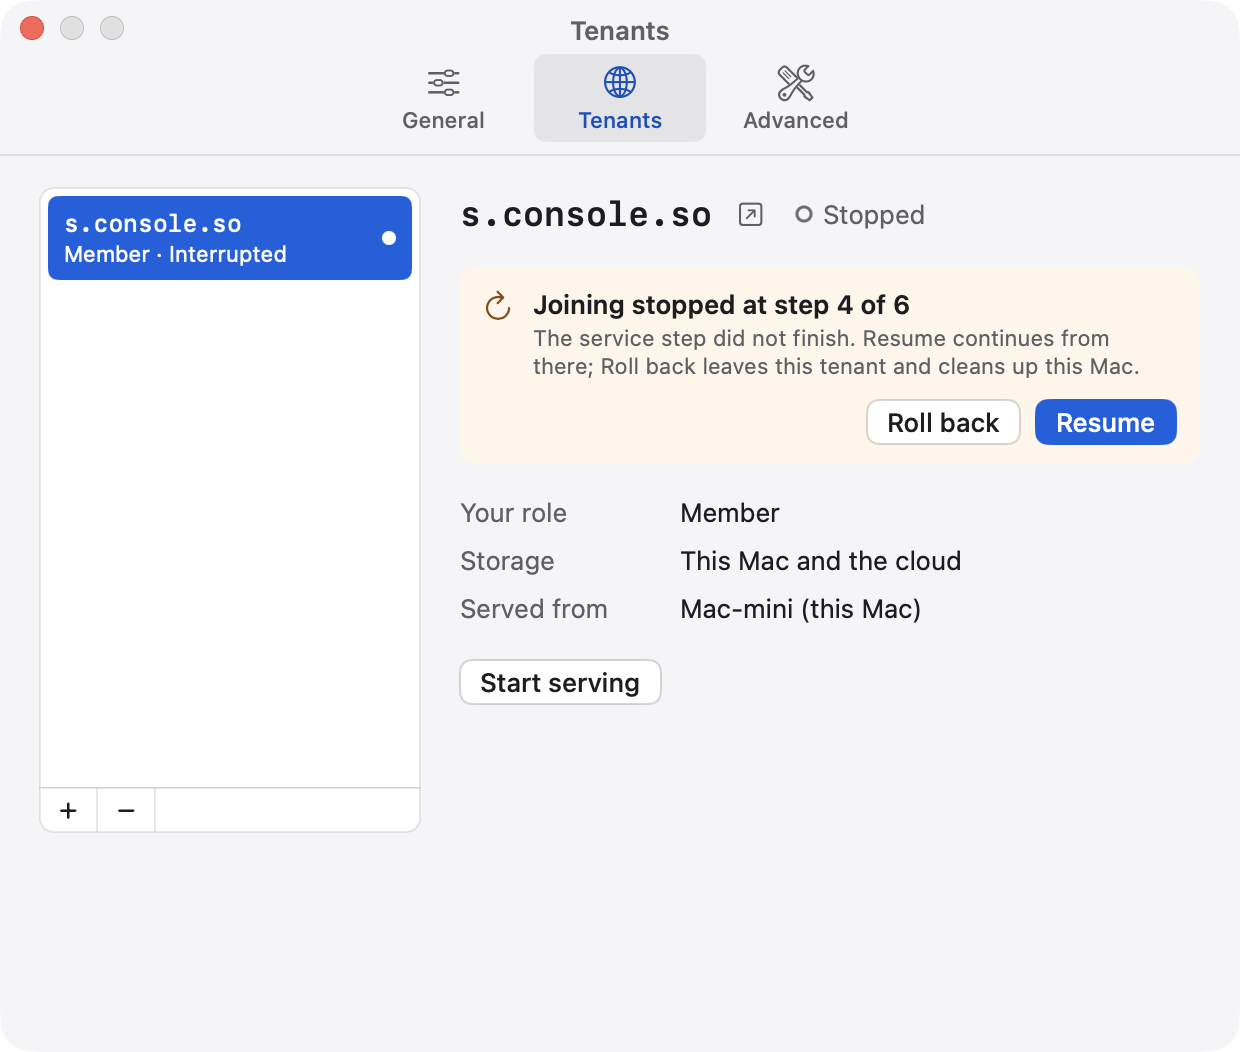 Tenants
General
Tenants
Advanced
s.console.so
Member · Interrupted
s.console.so
Stopped
Joining stopped at step 4 of 6
The service step did not finish. Resume continues from
there; Roll back leaves this tenant and cleans up this Mac.
Roll back
Resume
Your role
Member
Storage
This Mac and the cloud
Served from
Mac-mini (this Mac)
Start serving